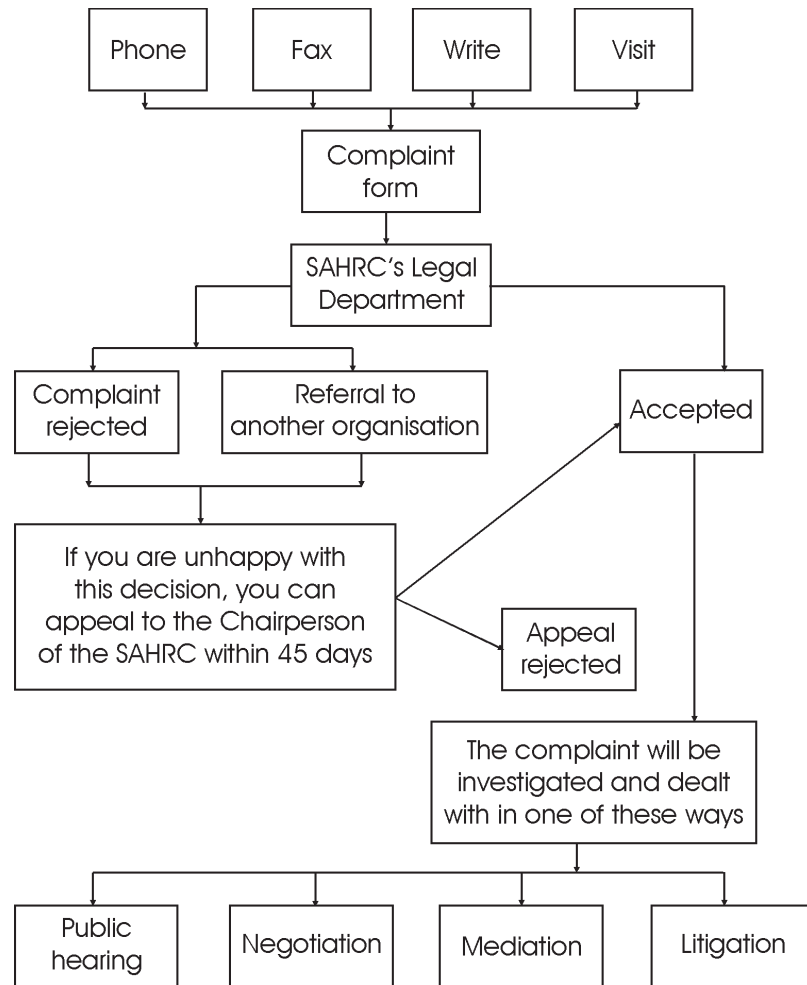 Phone
Fax
Write
Visit
Complaint
form
SAHRC's Legal
Department
Complaint
rejected
Referral to
another organisation
Accepted
If you are unhappy with
this decision, you can
appeal to the Chairperson
of the SAHRC within 45 days
Appeal
rejected
The complaint will be
investigated and dealt
with in one of these ways
Public
hearing
Negotiation
Mediation
Litigation